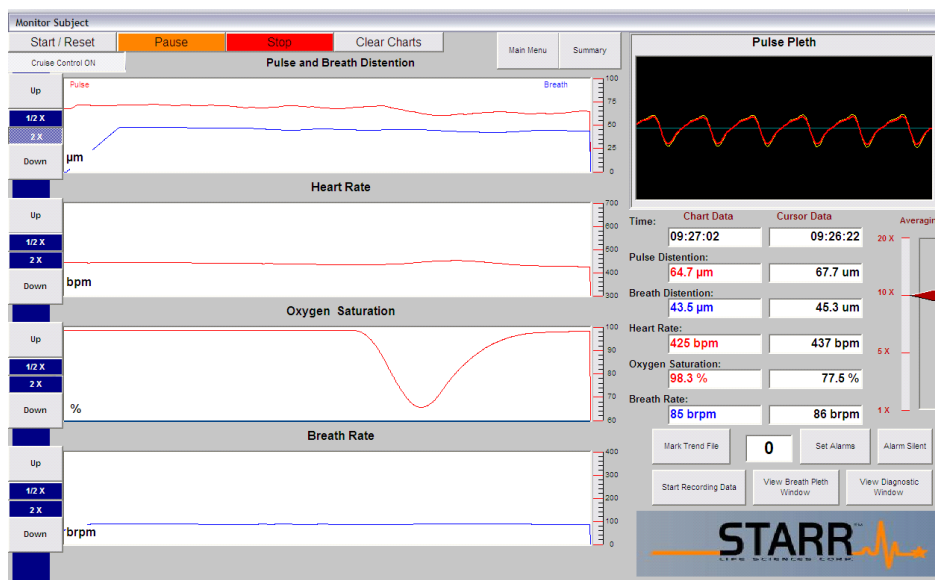 Monitor Subject
Start / Reset Pause Stop Clear Charts
Main Menu Summary
Cruise Control ON
Pulse and Breath Distention
Up
1/2 X
2 X
Down
Pulse Breath
µm
100
75
50
25
0
Heart Rate
Up
1/2 X
2 X
Down
bpm
700
600
500
400
300
Oxygen Saturation
Up
1/2 X
2 X
Down
%
100
90
80
70
60
Breath Rate
Up
1/2 X
2 X
Down
brpm
400
300
200
100
0
Pulse Pleth
Time: Chart Data Cursor Data
09:27:02 09:26:22
Pulse Distention:
64.7 µm 67.7 um
Breath Distention:
43.5 µm 45.3 um
Heart Rate:
425 bpm 437 bpm
Oxygen Saturation:
98.3 % 77.5 %
Breath Rate:
85 brpm 86 brpm
Averagin
20 X
10 X
5 X
1 X
Mark Trend File 0 Set Alarms Alarm Silent
Start Recording Data View Breath Pleth Window View Diagnostic Window
STARR
LIFE SCIENCES CORP.